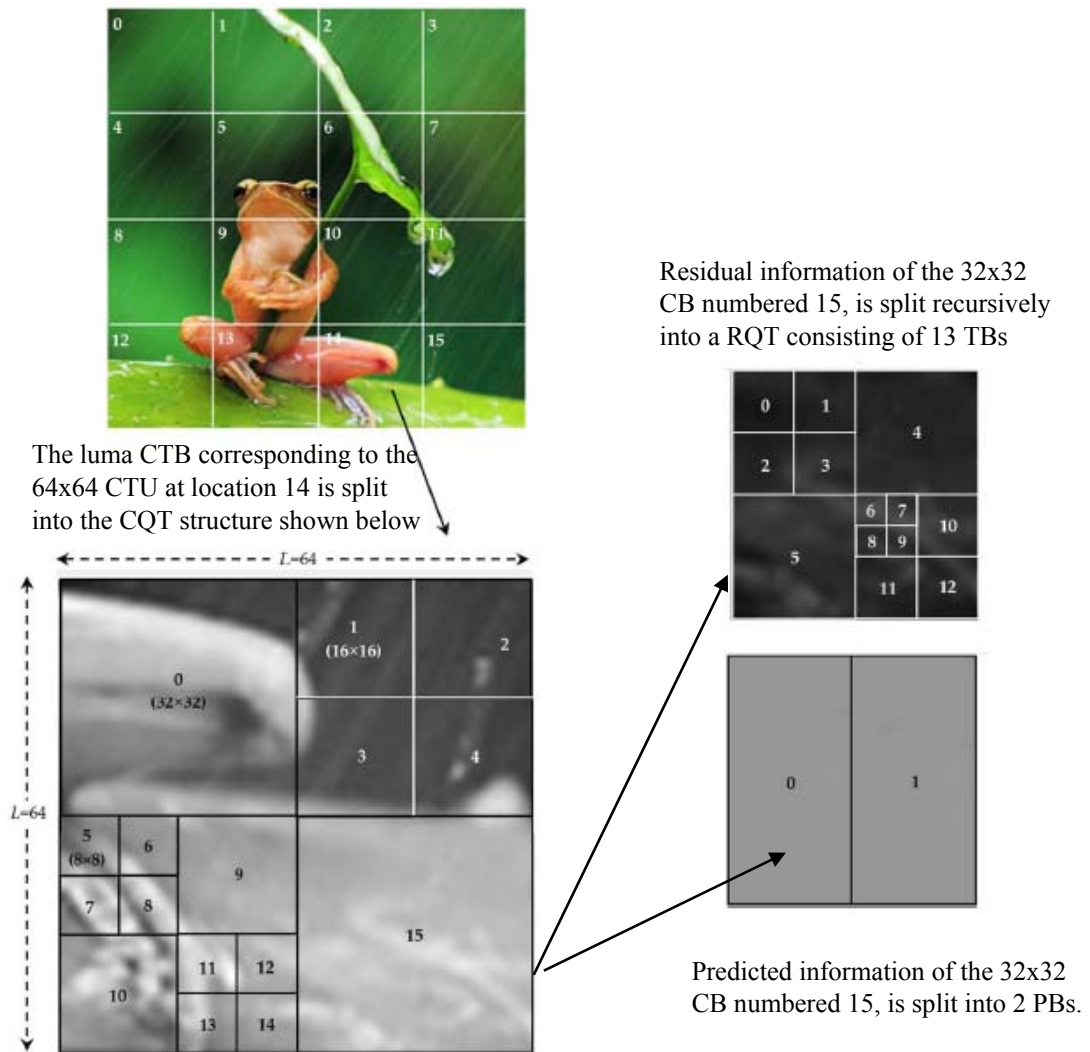 0 1 2 3
4 5 6 7
8 9 10 11
12 13 14 15
The luma CTB corresponding to the
64x64 CTU at location 14 is split
into the CQT structure shown below
L=64
L=64
0
(32×32)
1
(16×16)
2
3
4
5
(8×8)
6
7
8
9
10
11
12
13
14
15
Residual information of the 32x32
CB numbered 15, is split recursively
into a RQT consisting of 13 TBs
0
1
2
3
4
5
6
7
8
9
10
11
12
0
1
Predicted information of the 32x32
CB numbered 15, is split into 2 PBs.